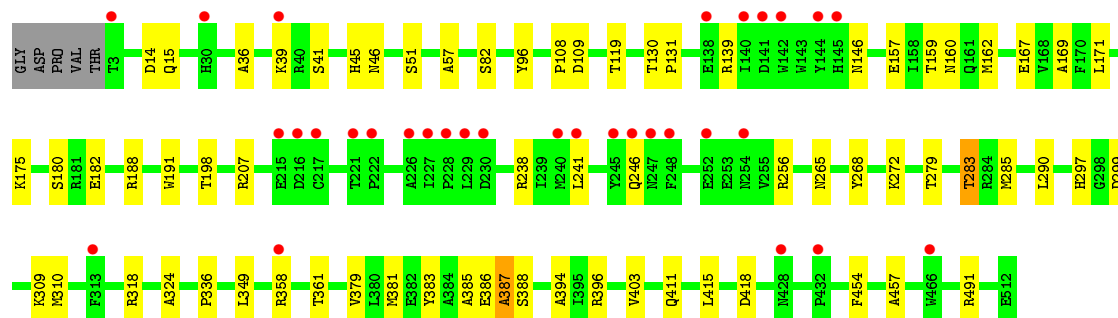 GLY ASP PRO VAL THR T3 D14 Q15 H30 A36 K39 R40 S41 H45 N46 S51 A57 S82 Y96 P108 D109 T119 T130 P131 E138 R139 I140 D141 W142 W143 Y144 H145 N146 E157 I158 T159 N160 Q161 M162 E167 V168 A169 F170 L171
K175 S180 R181 E182 R188 W191 T198 R207 E215 D216 C217 T221 P222 A226 I227 P228 L229 D230 R238 I239 M240 L241 Y245 Q246 N247 F248 E252 E253 N254 V255 R256 N265 Y268 K272 T279 T283 R284 M285 L290 H297 G298 D299
K309 M310 F313 R318 A324 P336 L349 R358 T361 V379 L380 M381 E382 Y383 A384 A385 E386 A387 S388 A394 I395 R396 V403 Q411 L415 D418 N428 P432 F454 A457 W466 R491 E512